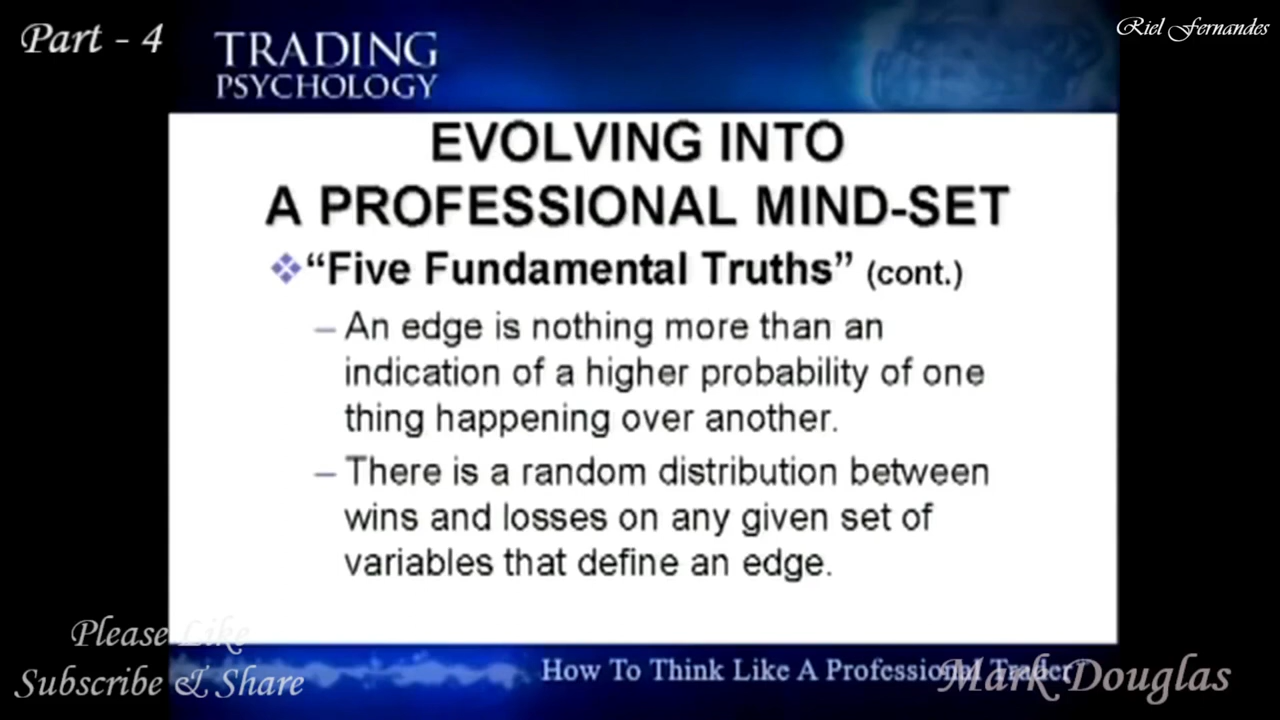 Part - 4
Riel Fernandes
TRADING
PSYCHOLOGY
EVOLVING INTO
A PROFESSIONAL MIND-SET
❖ “Five Fundamental Truths” (cont.)
– An edge is nothing more than an
indication of a higher probability of one
thing happening over another.
– There is a random distribution between
wins and losses on any given set of
variables that define an edge.
Please Like
Subscribe & Share
How To Think Like A Professional Trader
Mark Douglas